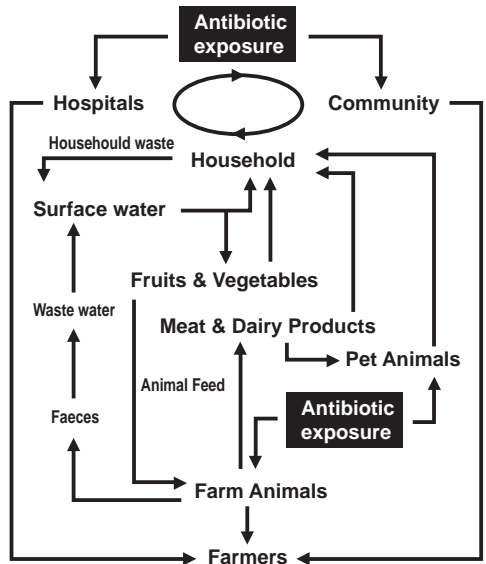 Antibiotic
exposure
Hospitals
Community
Househould waste
Household
Surface water
Fruits & Vegetables
Waste water
Meat & Dairy Products
Pet Animals
Animal Feed
Antibiotic
exposure
Faeces
Farm Animals
Farmers